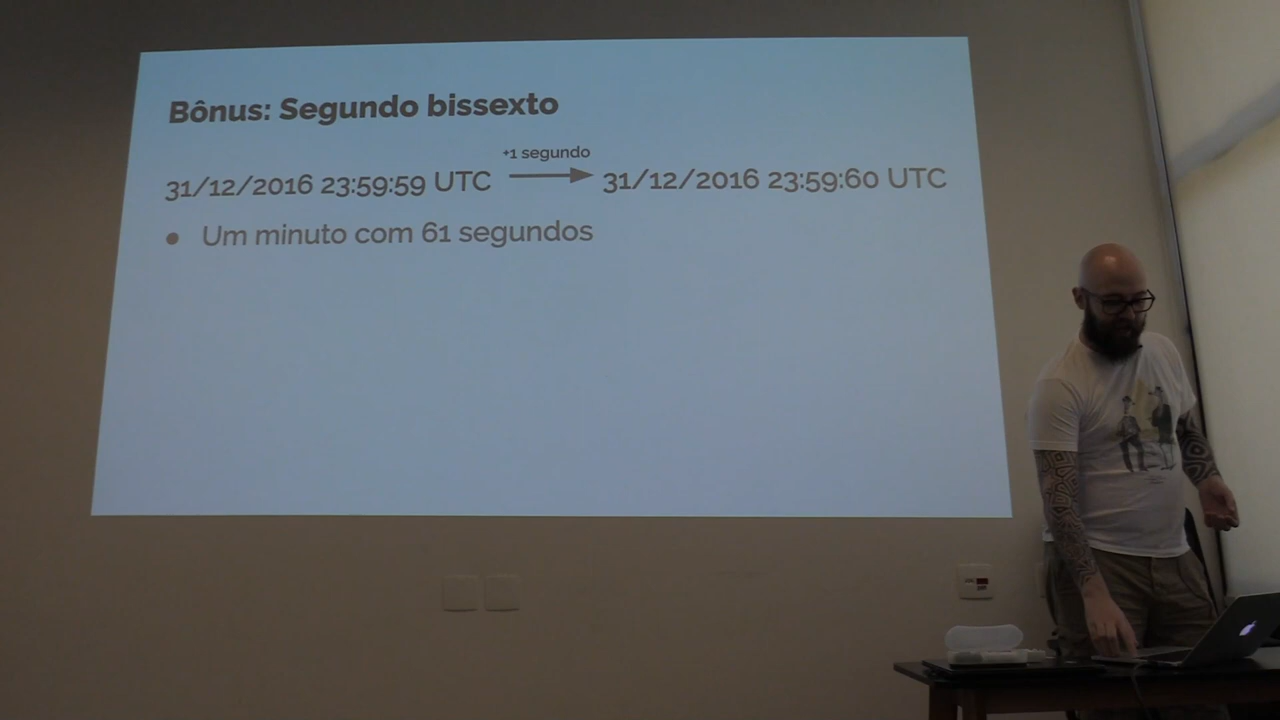 Bônus: Segundo bissexto
+1 segundo
31/12/2016 23:59:59 UTC 31/12/2016 23:59:60 UTC
● Um minuto com 61 segundos